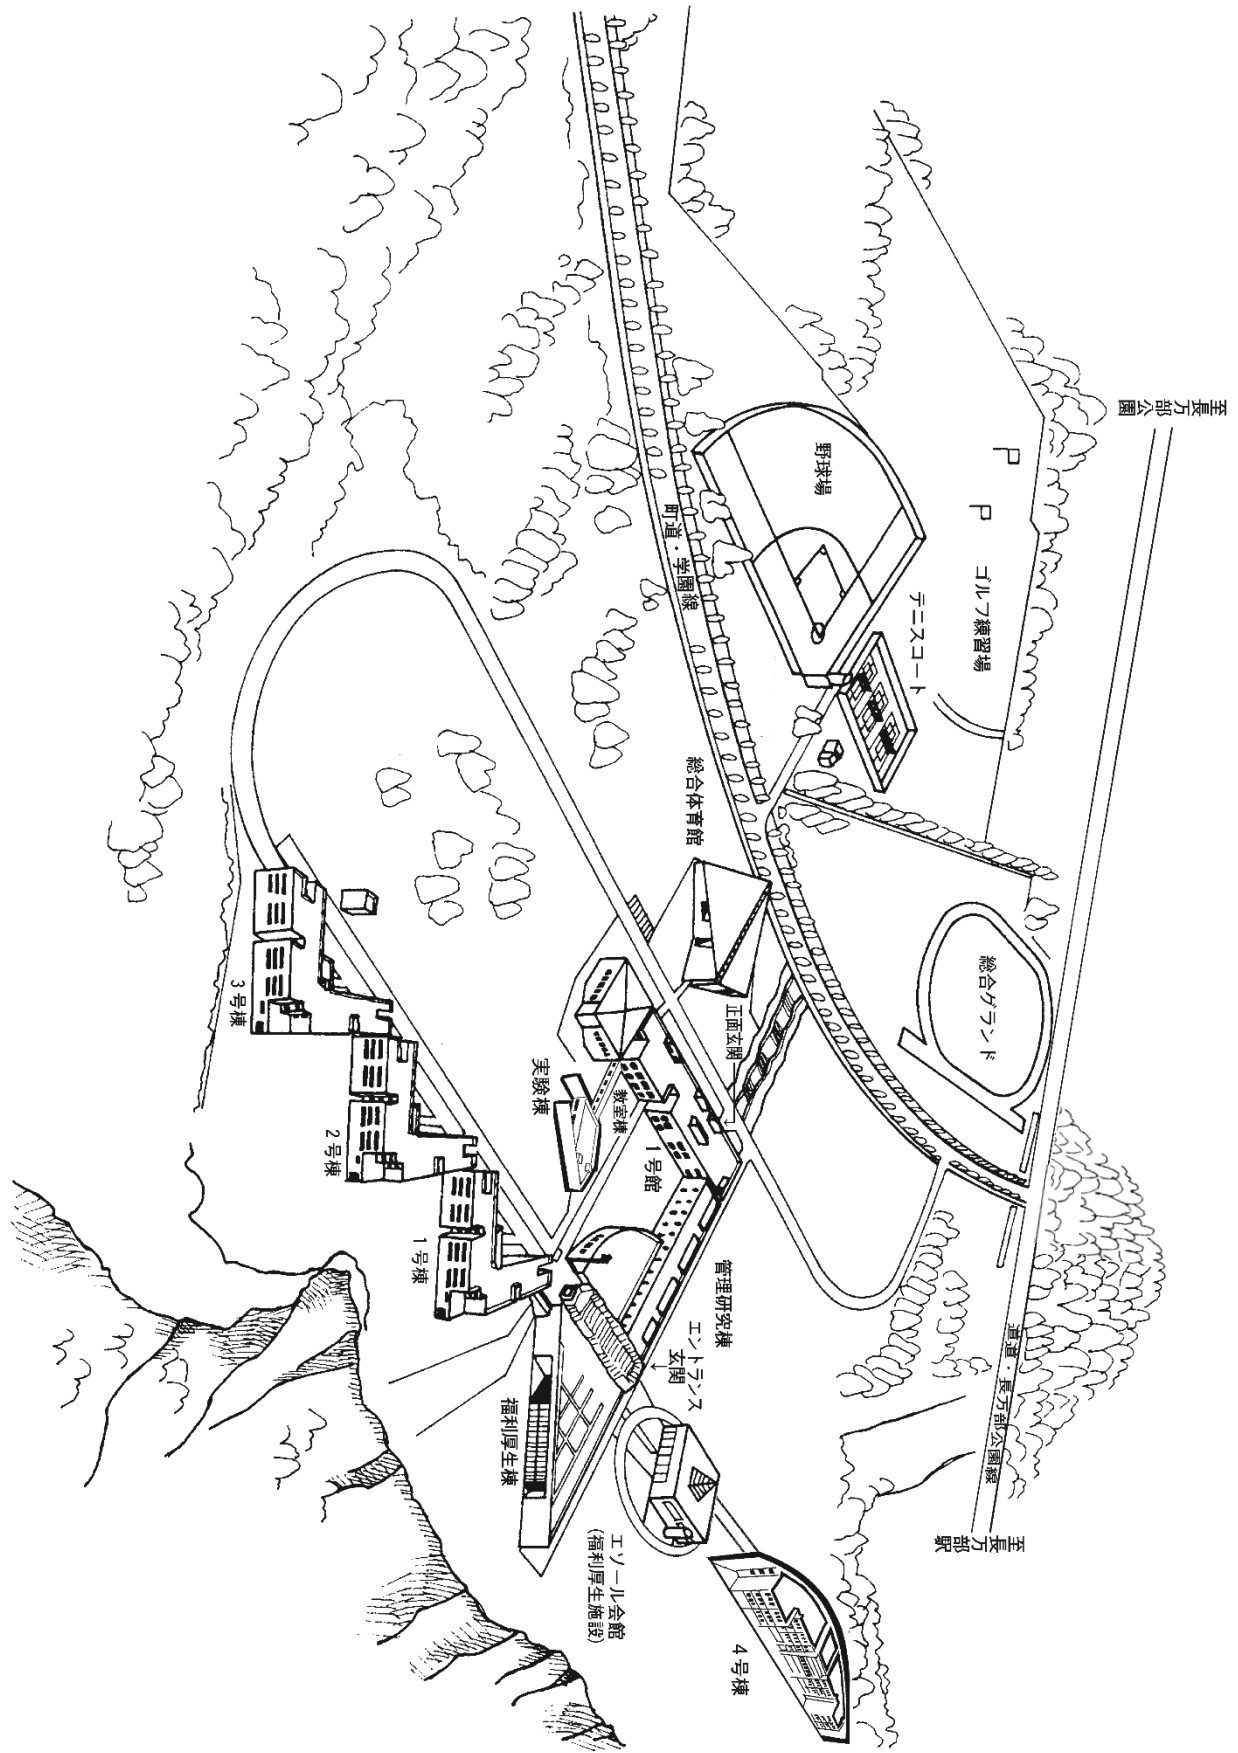 至長万部公園
ゴルフ練習場
テニスコート
野球場
町道・学園線
総合グランド
総合体育館
正面玄関
教室棟
実験棟
1号館
3号棟
2号棟
1号棟
管理研究棟
エントランス
玄関
福利厚生棟
エソール会館
(福利厚生施設)
4号棟
道道・長万部公園線
至長万部駅